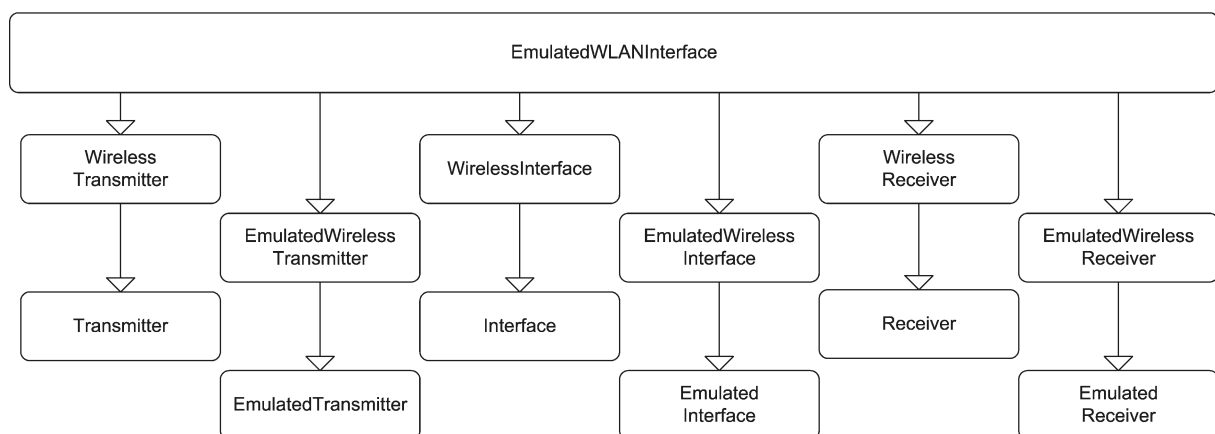 EmulatedWLANInterface
Wireless
Transmitter
WirelessInterface
Wireless
Receiver
EmulatedWireless
Transmitter
EmulatedWireless
Interface
EmulatedWireless
Receiver
Transmitter
Interface
Receiver
EmulatedTransmitter
Emulated
Interface
Emulated
Receiver